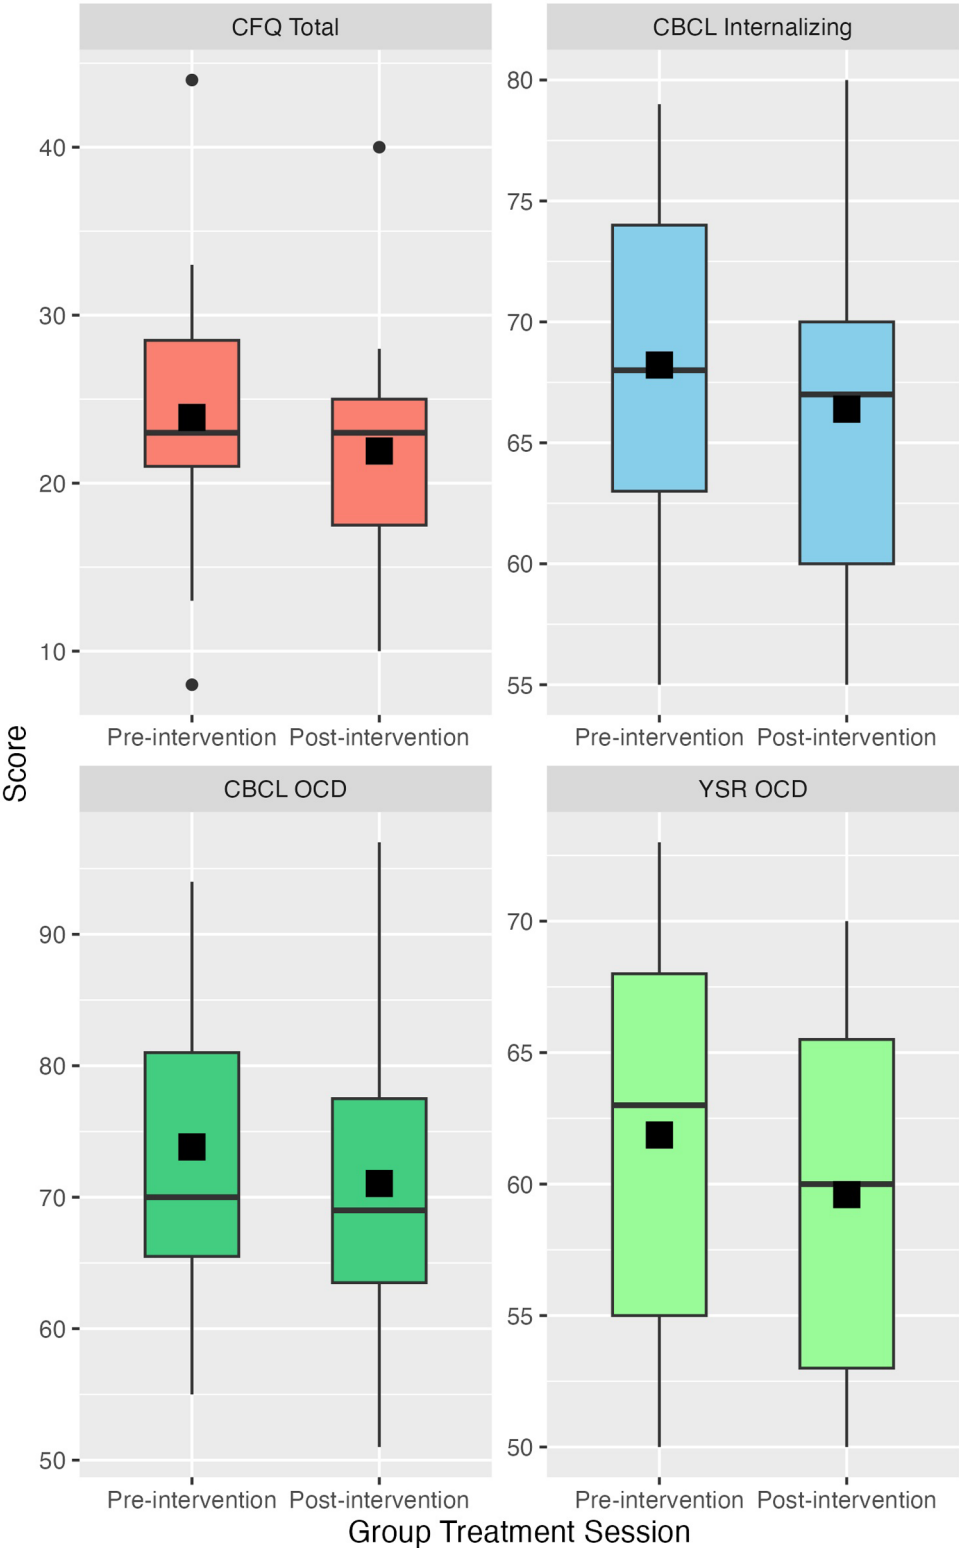 CFQ Total
CBCL Internalizing
40
30
20
10
80
75
70
65
60
55
Pre-intervention Post-intervention
Pre-intervention Post-intervention
Score
CBCL OCD
YSR OCD
90
80
70
60
50
70
65
60
55
50
Pre-intervention Post-intervention
Pre-intervention Post-intervention
Group Treatment Session